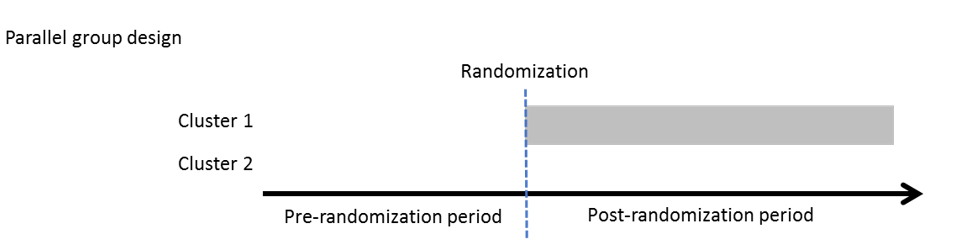 Parallel group design
Randomization
Cluster 1
Cluster 2
Pre-randomization period
Post-randomization period